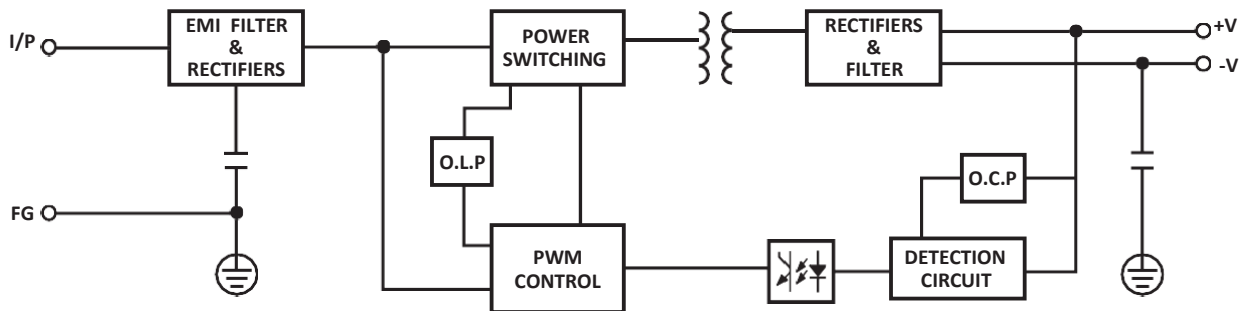 I/P
EMI FILTER
&
RECTIFIERS
POWER
SWITCHING
RECTIFIERS
&
FILTER
+V
-V
O.L.P
O.C.P
FG
PWM
CONTROL
DETECTION
CIRCUIT